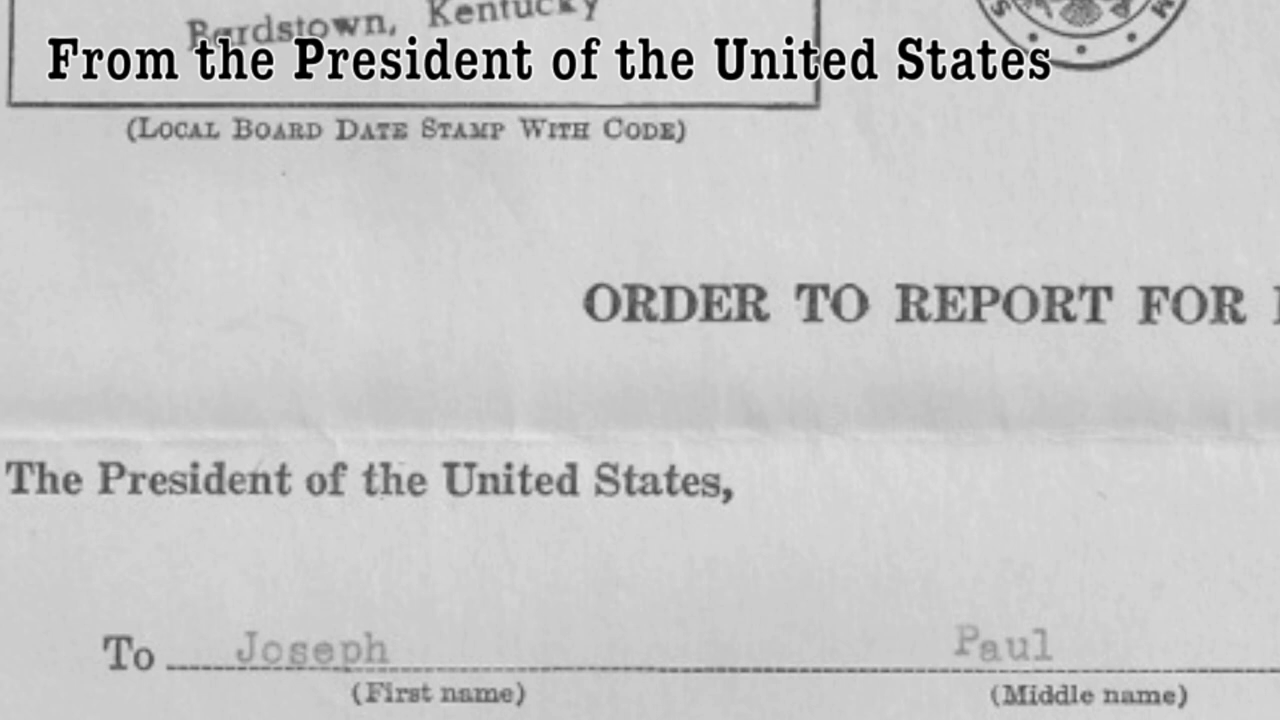 Bardstown, Kentucky
From the President of the United States
(LOCAL BOARD DATE STAMP WITH CODE)
ORDER TO REPORT FOR
The President of the United States,
To Joseph Paul
(First name) (Middle name)